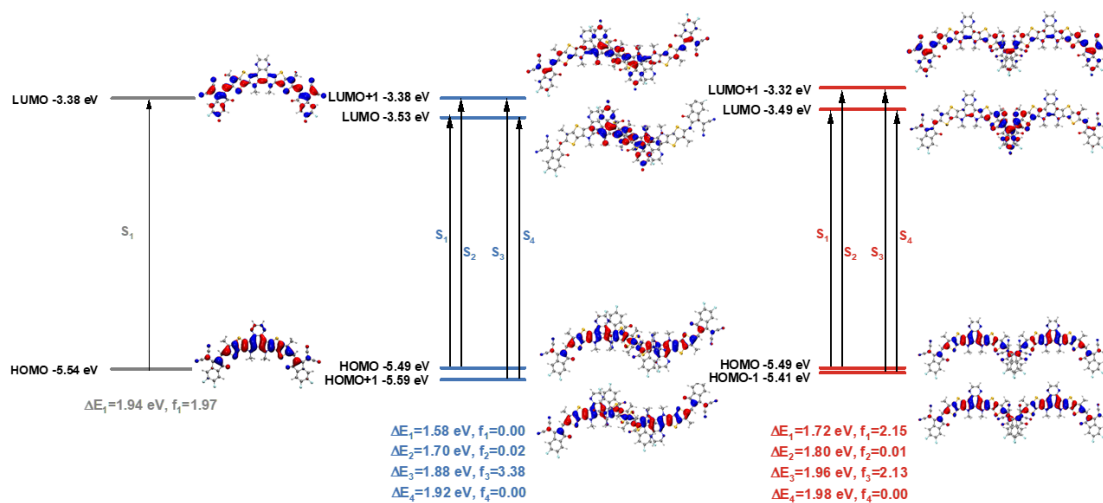 LUMO -3.38 eV
S₁
HOMO -5.54 eV
ΔE₁=1.94 eV, f₁=1.97
LUMO+1 -3.38 eV
LUMO -3.53 eV
S₁
S₂
S₃
S₄
HOMO -5.49 eV
HOMO+1 -5.59 eV
ΔE₁=1.58 eV, f₁=0.00
ΔE₂=1.70 eV, f₂=0.02
ΔE₃=1.88 eV, f₃=3.38
ΔE₄=1.92 eV, f₄=0.00
LUMO+1 -3.32 eV
LUMO -3.49 eV
S₁
S₂
S₃
S₄
HOMO -5.49 eV
HOMO-1 -5.41 eV
ΔE₁=1.72 eV, f₁=2.15
ΔE₂=1.80 eV, f₂=0.01
ΔE₃=1.96 eV, f₃=2.13
ΔE₄=1.98 eV, f₄=0.00